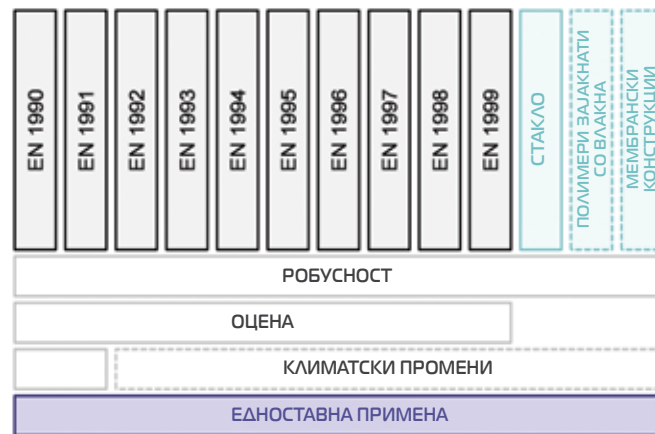 EN 1990
EN 1991
EN 1992
EN 1993
EN 1994
EN 1995
EN 1996
EN 1997
EN 1998
EN 1999
СТАКЛО
ПОЛИМЕРИ ЗАЈАКНАТИ
СО ВЛАКНА
МЕМБРАНСКИ
КОНСТРУКЦИИ
РОБУСНОСТ
ОЦЕНА
КЛИМАТСКИ ПРОМЕНИ
ЕДНОСТАВНА ПРИМЕНА